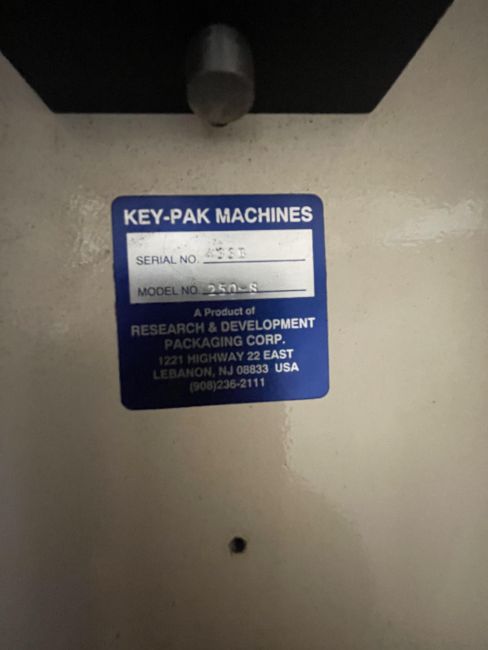 KEY-PAK MACHINES
SERIAL NO.
MODEL NO. 250-S
A Product of
RESEARCH & DEVELOPMENT
PACKAGING CORP.
1221 HIGHWAY 22 EAST
LEBANON, NJ 08833 USA
(908)236-2111